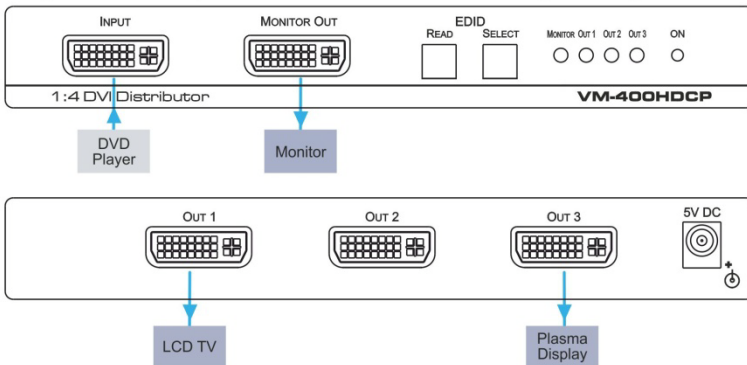 INPUT
MONITOR OUT
EDID
READ SELECT
MONITOR OUT 1 OUT 2 OUT 3 ON
1:4 DVI Distributor
VM-400HDCP
DVD
Player
Monitor
OUT 1
OUT 2
OUT 3
5V DC
+
LCD TV
Plasma
Display